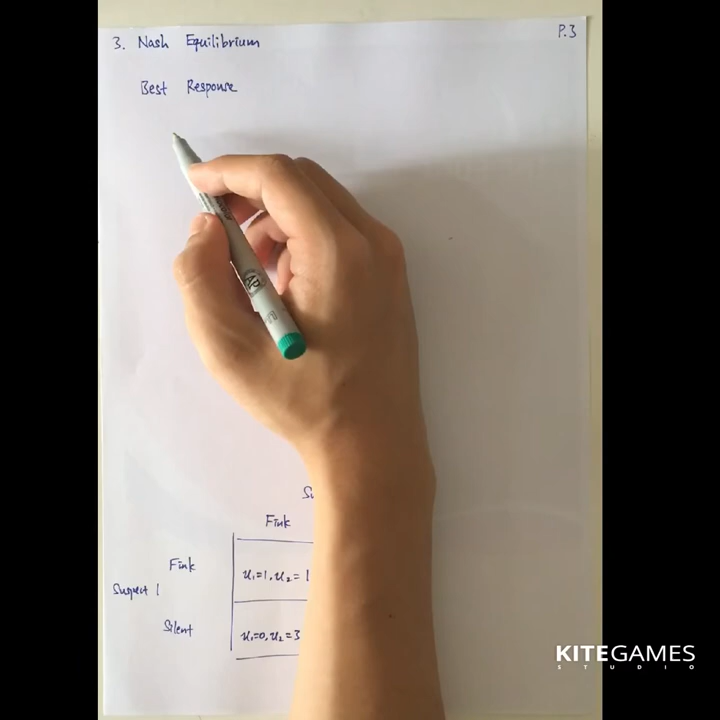 3. Nash Equilibrium
P.3
Best Response
Fink
Fink
u₁=1, u₂=1
Suspect 1
Silent
u₁=0, u₂=3
KITEGAMES
STUDIO